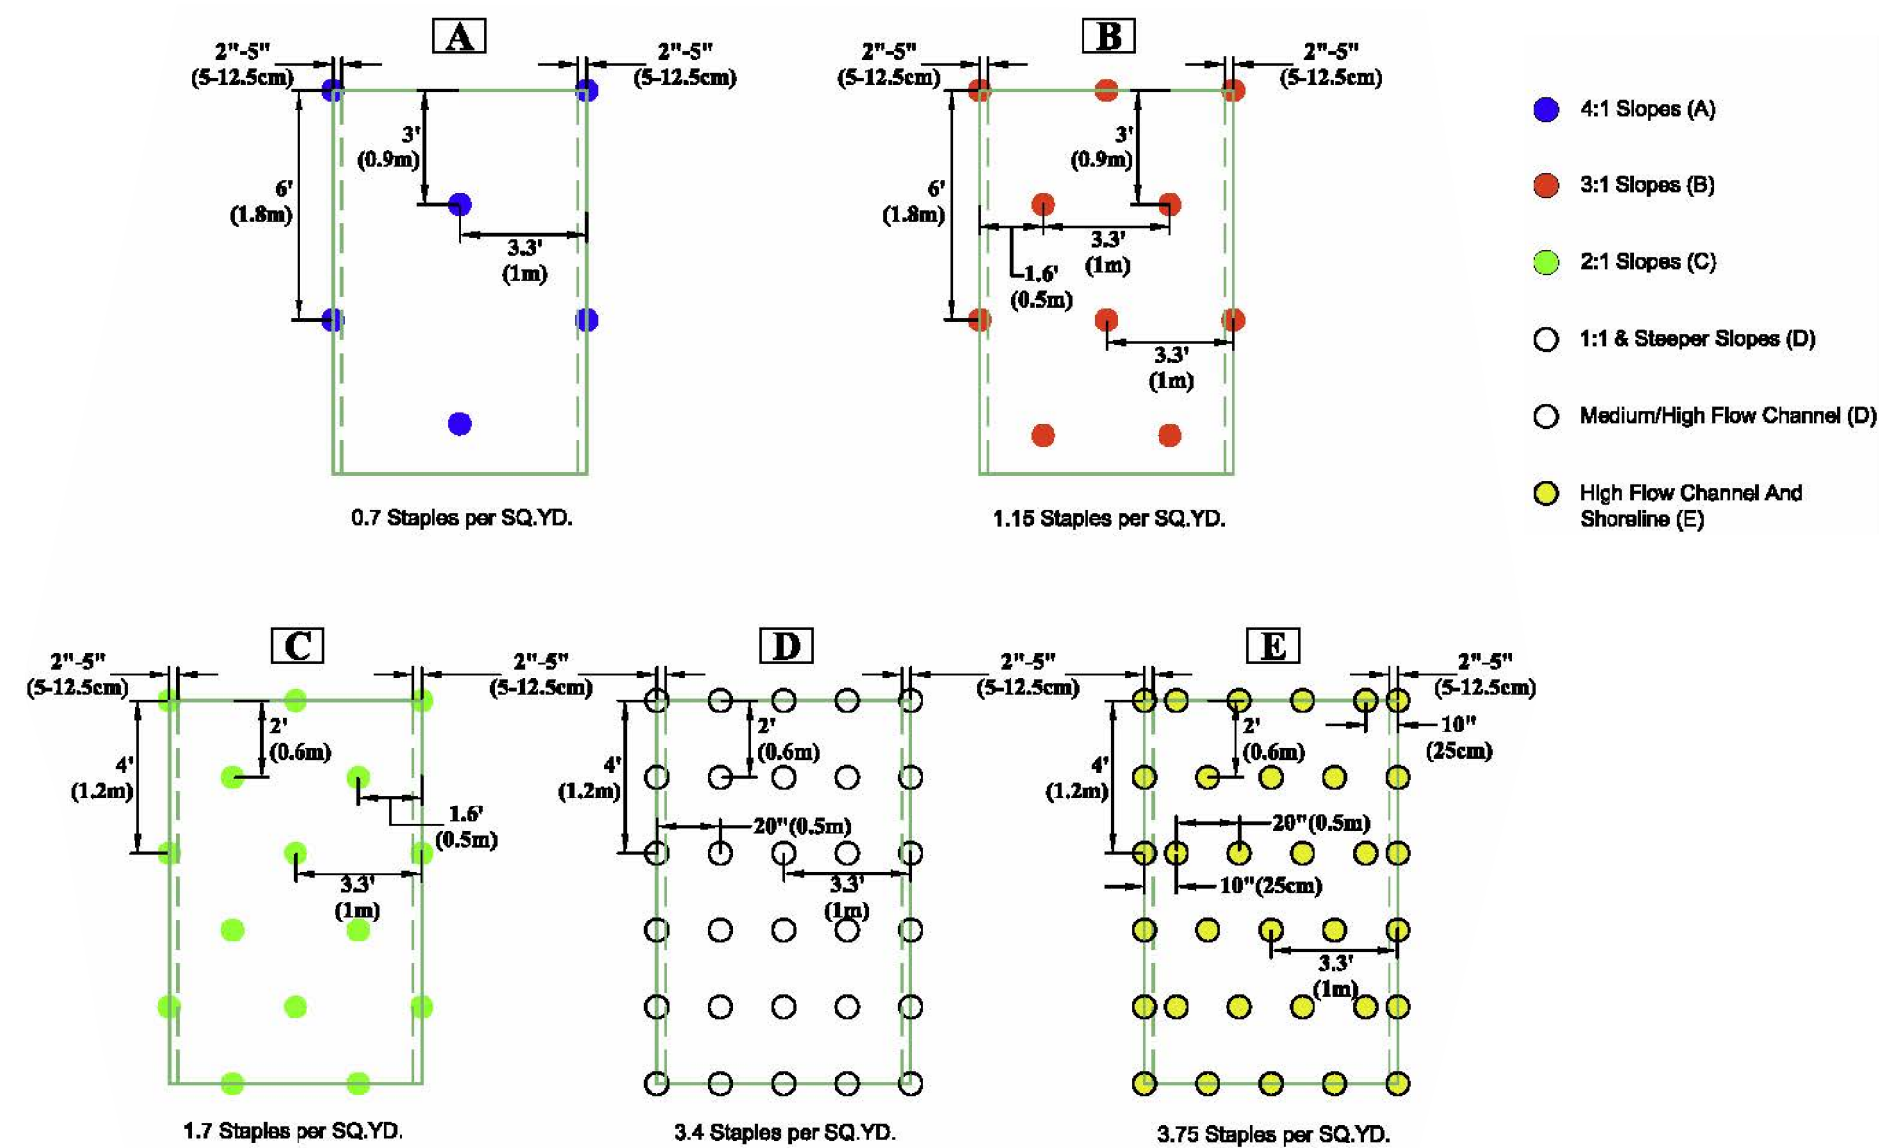 A
2"-5"
(5-12.5cm)
2"-5"
(5-12.5cm)
3'
(0.9m)
6'
(1.8m)
3.3'
(1m)
0.7 Staples per SQ.YD.
B
2"-5"
(5-12.5cm)
2"-5"
(5-12.5cm)
3'
(0.9m)
6'
(1.8m)
3.3'
(1m)
1.6'
(0.5m)
3.3'
(1m)
1.15 Staples per SQ.YD.
4:1 Slopes (A)
3:1 Slopes (B)
2:1 Slopes (C)
1:1 & Steeper Slopes (D)
Medium/High Flow Channel (D)
High Flow Channel And
Shoreline (E)
C
2"-5"
(5-12.5cm)
2"-5"
(5-12.5cm)
2'
(0.6m)
4'
(1.2m)
1.6'
(0.5m)
3.3'
(1m)
1.7 Staples per SQ.YD.
D
2"-5"
(5-12.5cm)
2'
(0.6m)
4'
(1.2m)
20"(0.5m)
3.3'
(1m)
3.4 Staples per SQ.YD.
E
2"-5"
(5-12.5cm)
10"
(25cm)
2'
(0.6m)
4'
(1.2m)
20"(0.5m)
10"(25cm)
3.3'
(1m)
3.75 Staples per SQ.YD.